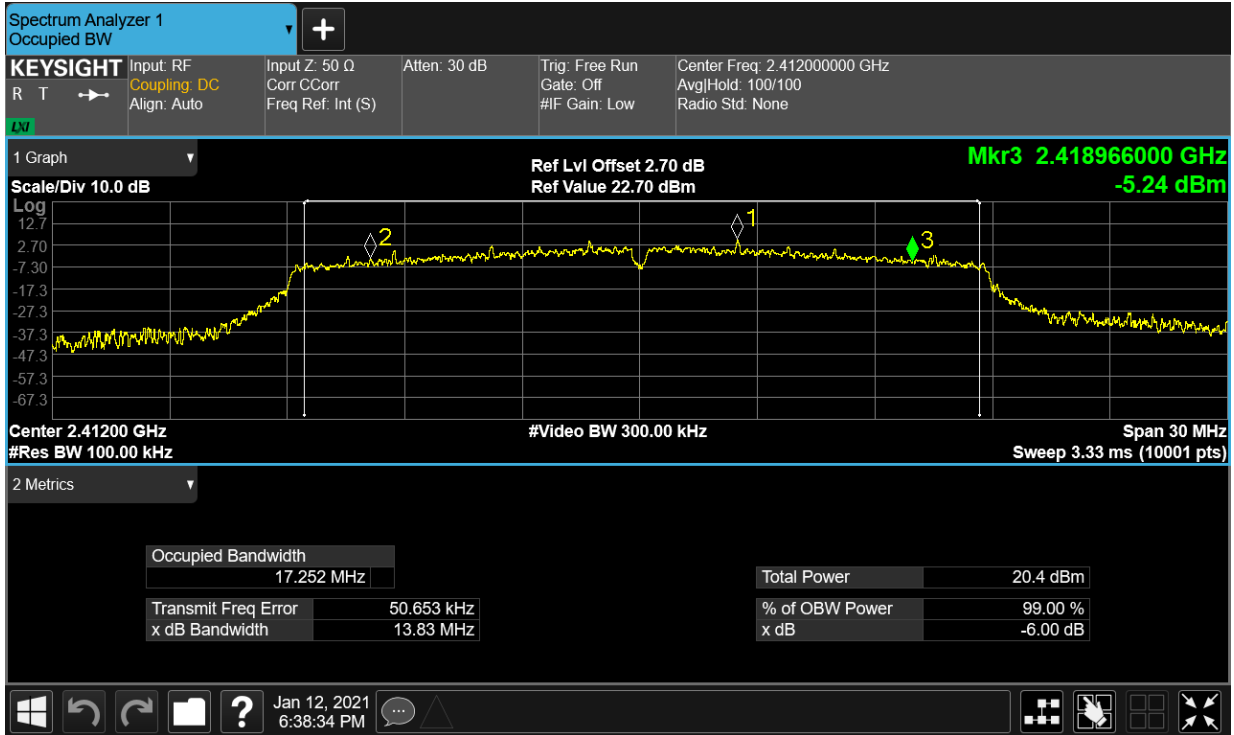 Spectrum Analyzer 1
Occupied BW
KEYSIGHT
R T
LXI
Input: RF
Coupling: DC
Align: Auto
Input Z: 50 Ω
Corr CCorr
Freq Ref: Int (S)
Atten: 30 dB
Trig: Free Run
Gate: Off
#IF Gain: Low
Center Freq: 2.412000000 GHz
Avg|Hold: 100/100
Radio Std: None
1 Graph
Ref Lvl Offset 2.70 dB
Mkr3 2.418966000 GHz
Scale/Div 10.0 dB
Ref Value 22.70 dBm
-5.24 dBm
Log
12.7
2.70
-7.30
-17.3
-27.3
-37.3
-47.3
-57.3
-67.3
2
1
3
Center 2.41200 GHz
#Video BW 300.00 kHz
Span 30 MHz
#Res BW 100.00 kHz
Sweep 3.33 ms (10001 pts)
2 Metrics
Occupied Bandwidth
17.252 MHz
Total Power 20.4 dBm
Transmit Freq Error 50.653 kHz
% of OBW Power 99.00 %
x dB Bandwidth 13.83 MHz
x dB -6.00 dB
Jan 12, 2021
6:38:34 PM